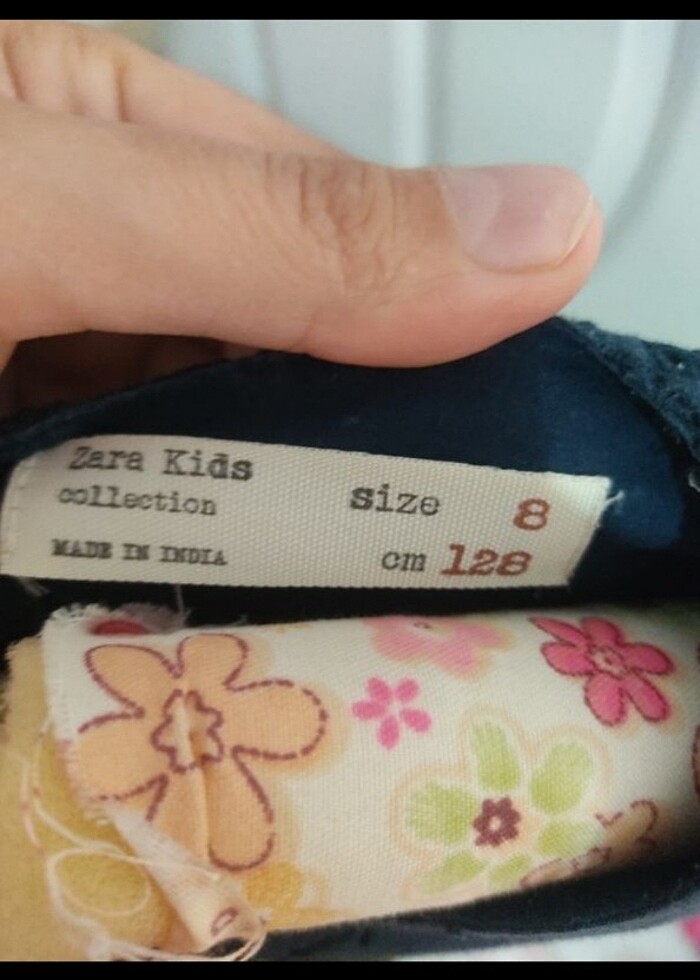 Zara Kids
collection
MADE IN INDIA
size 8
cm 128